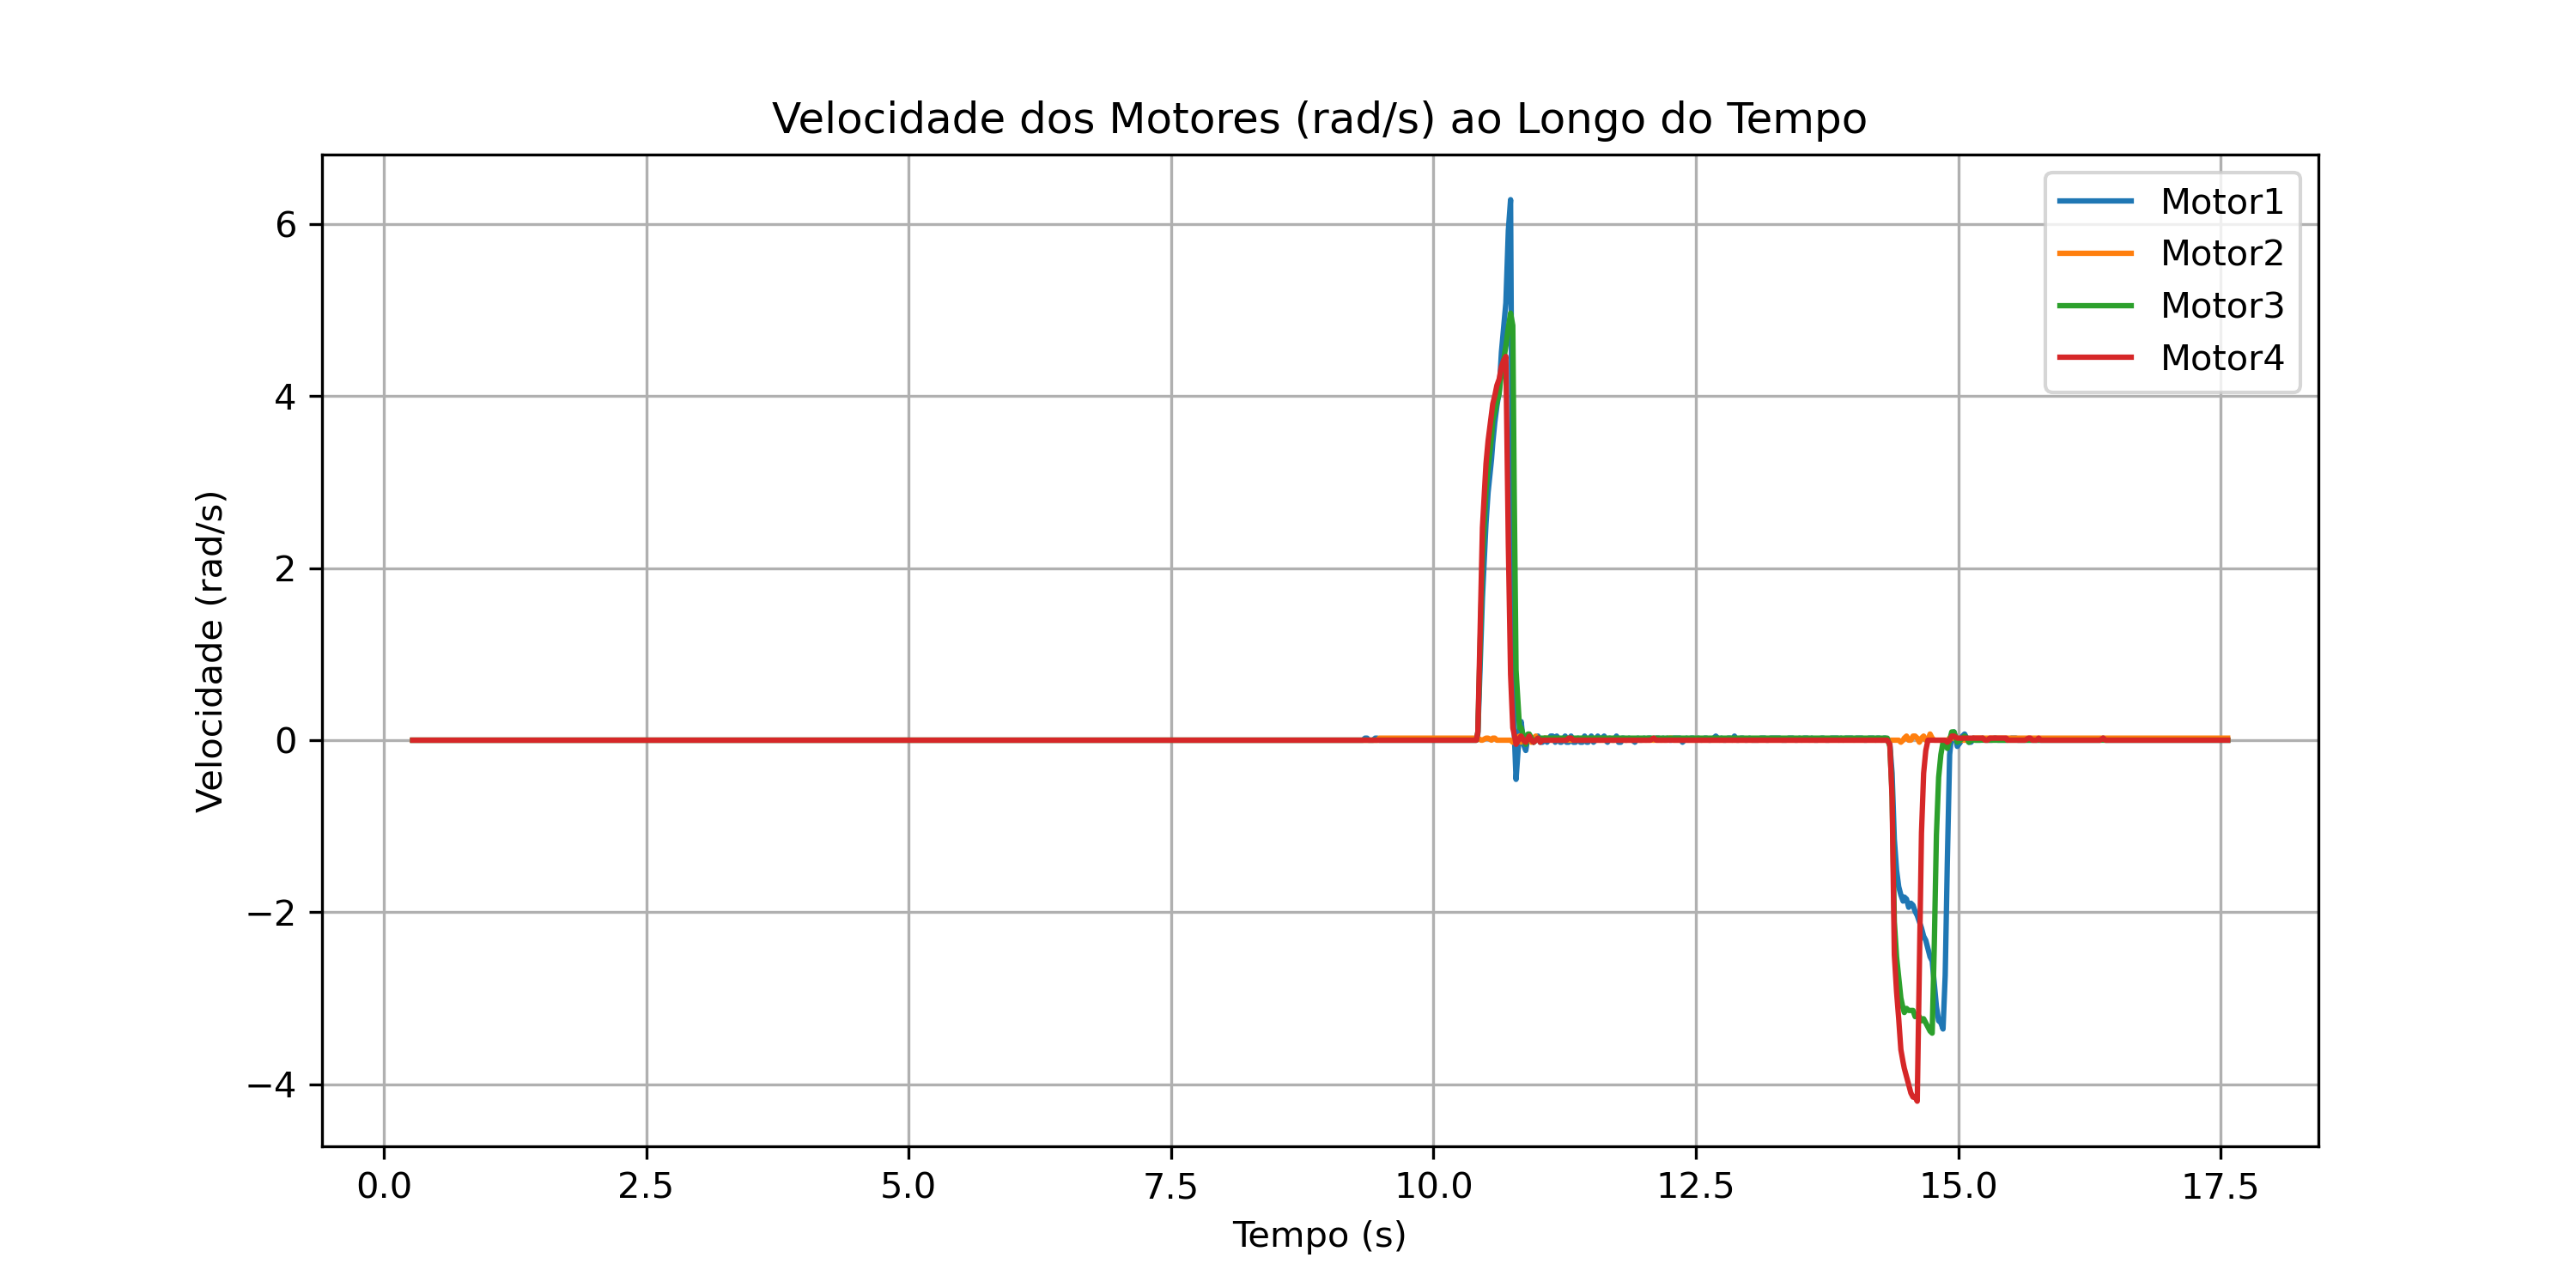 Velocidade dos Motores (rad/s) ao Longo do Tempo
Motor1
Motor2
Motor3
Motor4
Velocidade (rad/s)
6
4
2
0
−2
−4
0.0 2.5 5.0 7.5 10.0 12.5 15.0 17.5
Tempo (s)